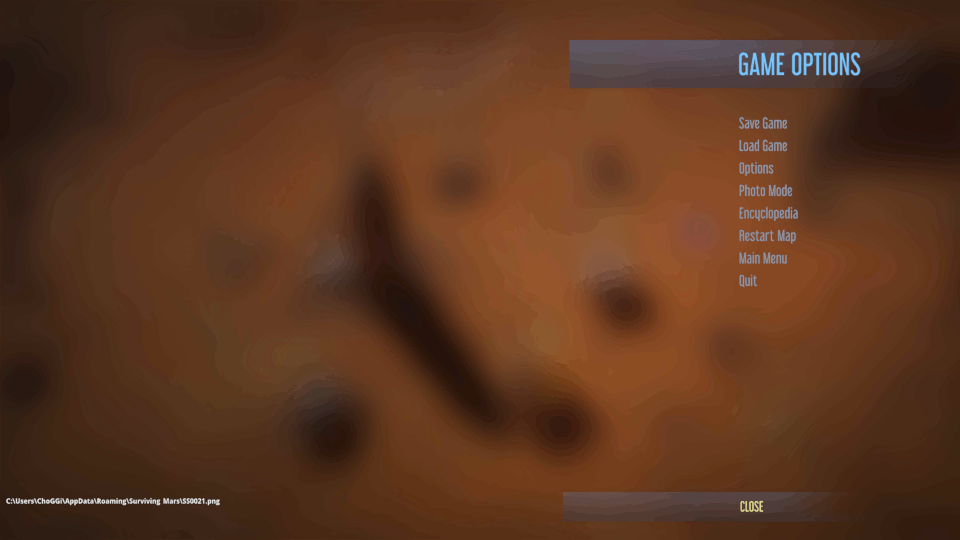 GAME OPTIONS
Save Game
Load Game
Options
Photo Mode
Encyclopedia
Restart Map
Main Menu
Quit
C:\Users\ChoGGi\AppData\Roaming\Surviving Mars\SS0021.png
CLOSE